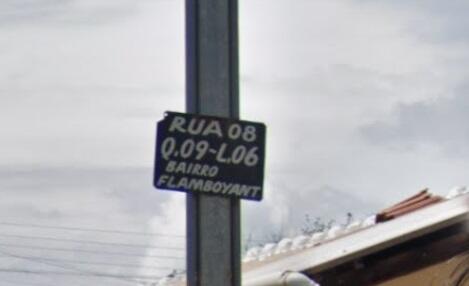 RUA 08
Q.09-L.06
BAIRRO
FLAMBOYANT